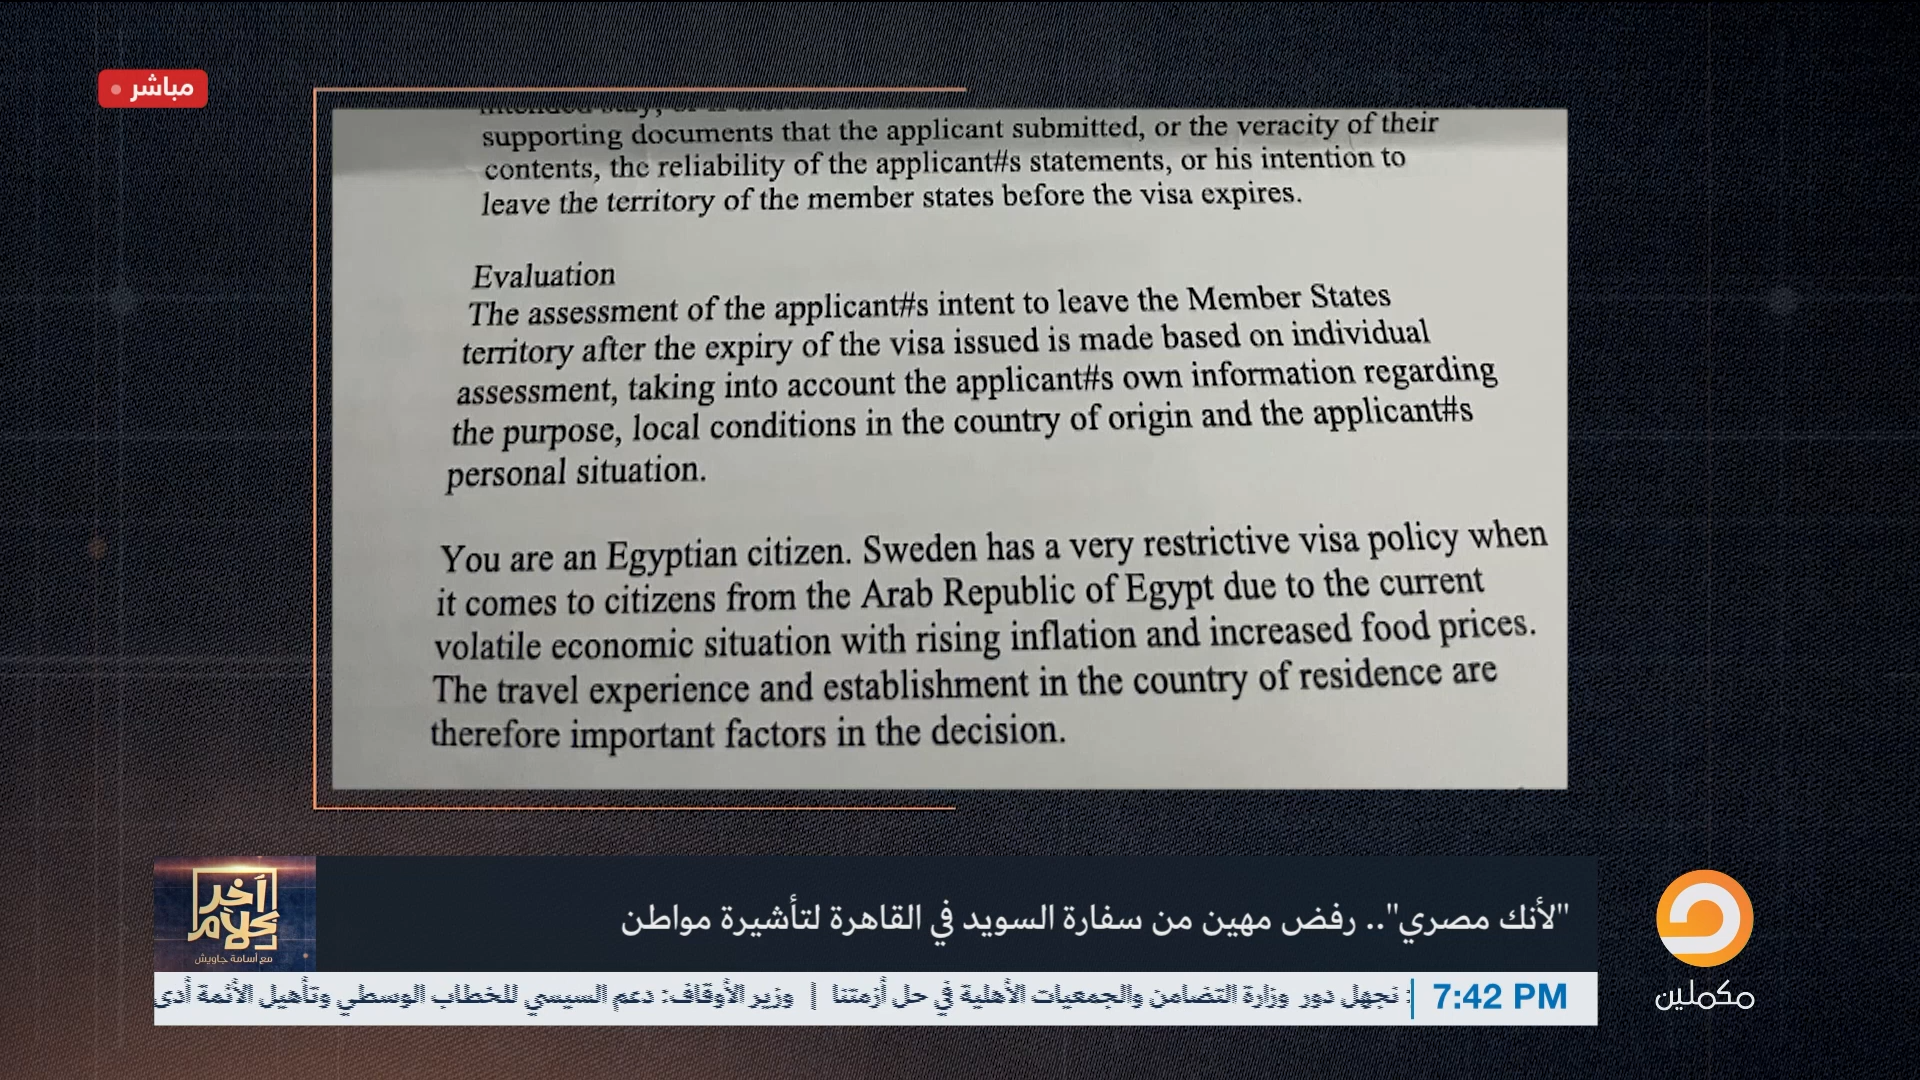 مباشر
supporting documents that the applicant submitted, or the veracity of their
contents, the reliability of the applicant#s statements, or his intention to
leave the territory of the member states before the visa expires.
Evaluation
The assessment of the applicant#s intent to leave the Member States
territory after the expiry of the visa issued is made based on individual
assessment, taking into account the applicant#s own information regarding
the purpose, local conditions in the country of origin and the applicant#s
personal situation.
You are an Egyptian citizen. Sweden has a very restrictive visa policy when
it comes to citizens from the Arab Republic of Egypt due to the current
volatile economic situation with rising inflation and increased food prices.
The travel experience and establishment in the country of residence are
therefore important factors in the decision.
آخر
كلام
مع أسامة جاويش
"لأنك مصري".. رفض مهين من سفارة السويد في القاهرة لتأشيرة مواطن
7:42 PM
: نجهل دور وزارة التضامن والجمعيات الأهلية في حل أزمتنا | وزير الأوقاف: دعم السيسي للخطاب الوسطي وتأهيل الأئمة أدى
مكملين